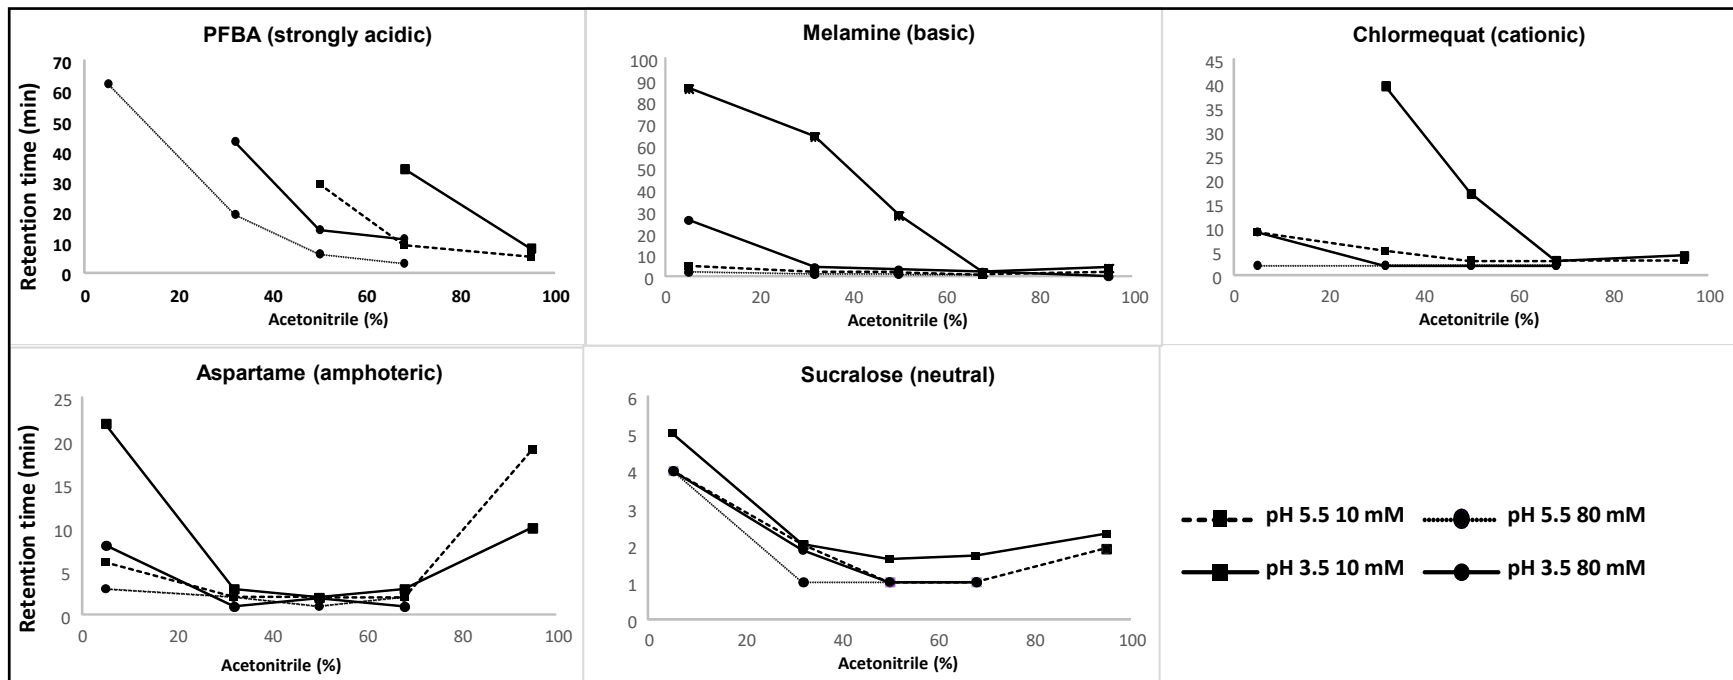 PFBA (strongly acidic)
Retention time (min)
70
60
50
40
30
20
10
0
0 20 40 60 80 100
Acetonitrile (%)
Melamine (basic)
100
90
80
70
60
50
40
30
20
10
0
0 20 40 60 80 100
Acetonitrile (%)
Chlormequat (cationic)
45
40
35
30
25
20
15
10
5
0
0 20 40 60 80 100
Acetonitrile (%)
Aspartame (amphoteric)
Retention time (min)
25
20
15
10
5
0
0 20 40 60 80 100
Acetonitrile (%)
Sucralose (neutral)
6
5
4
3
2
1
0
0 20 40 60 80 100
Acetonitrile (%)
pH 5.5 10 mM pH 5.5 80 mM
pH 3.5 10 mM pH 3.5 80 mM